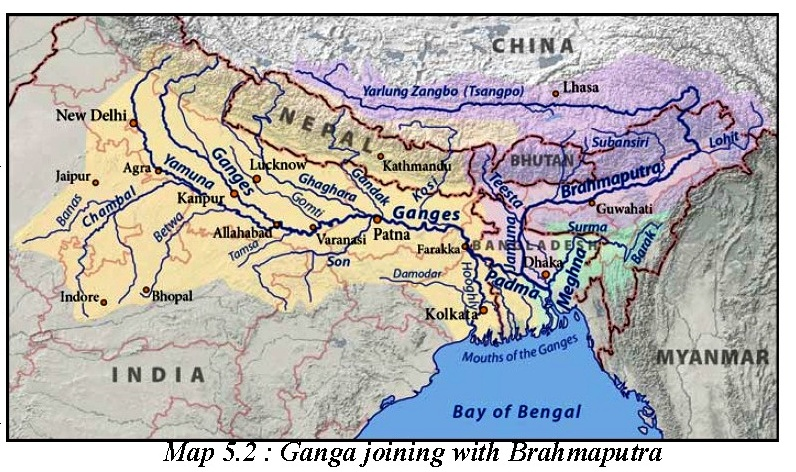 CHINA
Yarlung Zangbo (Tsangpo)
Lhasa
New Delhi
NEPAL
Agra
Yamuna
Ganges
Lucknow
Kathmandu
BHUTAN
Subansiri
Lohit
Jaipur
Banas
Chambal
Kanpur
Ghaghara
Gandak
Kosi
Teesta
Brahmaputra
Guwahati
Betwa
Gomti
Ganges
Allahabad
Varanasi
Patna
Farakka
BANGLADESH
Jamuna
Surma
Barak
Tamsa
Son
Dhaka
Damodar
Hooghly
Padma
Meghna
Indore
Bhopal
Kolkata
Mouths of the Ganges
INDIA
MYANMAR
Bay of Bengal
Map 5.2 : Ganga joining with Brahmaputra